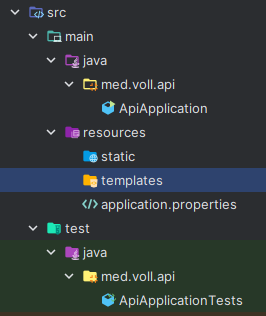 src
main
java
med.voll.api
ApiApplication
resources
static
templates
application.properties
test
java
med.voll.api
ApiApplicationTests